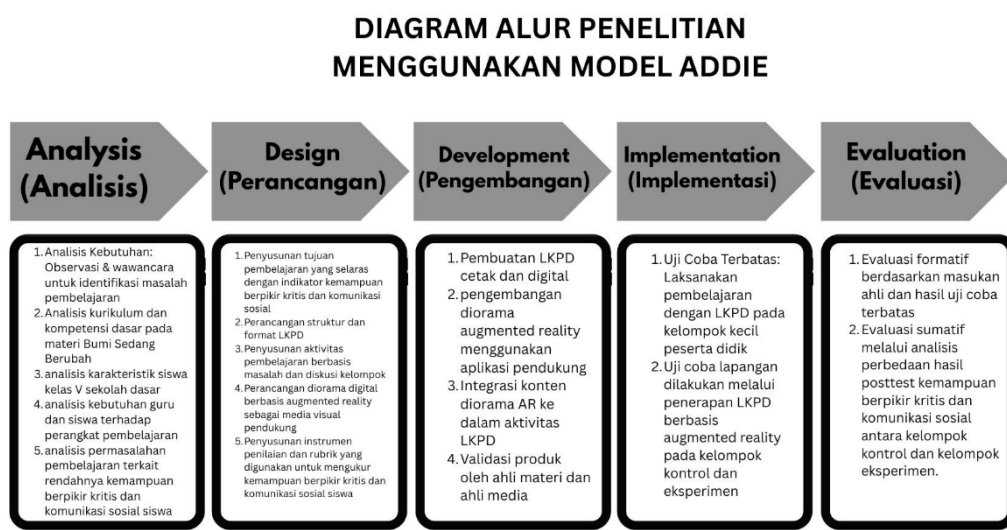 DIAGRAM ALUR PENELITIAN
MENGGUNAKAN MODEL ADDIE
Analysis
(Analisis)
1. Analisis Kebutuhan:
Observasi & wawancara
untuk identifikasi masalah
pembelajaran
2. Analisis kurikulum dan
kompetensi dasar pada
materi Bumi Sedang
Berubah
3. analisis karakteristik siswa
kelas V sekolah dasar
4. analisis kebutuhan guru
dan siswa terhadap
perangkat pembelajaran
5. analisis permasalahan
pembelajaran terkait
rendahnya kemampuan
berpikir kritis dan
komunikasi sosial siswa
Design
(Perancangan)
1. Penyusunan tujuan
pembelajaran yang selaras
dengan indikator kemampuan
berpikir kritis dan komunikasi
sosial
2. Perancangan struktur dan
format LKPD
3. Penyusunan aktivitas
pembelajaran berbasis
masalah dan diskusi kelompok
4. Perancangan diorama digital
berbasis augmented reality
sebagai media visual
pendukung
5. Penyusunan instrumen
penilaian dan rubrik yang
digunakan untuk mengukur
kemampuan berpikir kritis dan
komunikasi sosial siswa
Development
(Pengembangan)
1. Pembuatan LKPD
cetak dan digital
2. pengembangan
diorama
augmented reality
menggunakan
aplikasi pendukung
3. Integrasi konten
diorama AR ke
dalam aktivitas
LKPD
4. Validasi produk
oleh ahli materi dan
ahli media
Implementation
(Implementasi)
1. Uji Coba Terbatas:
Laksanakan
pembelajaran
dengan LKPD pada
kelompok kecil
peserta didik
2. Uji coba lapangan
dilakukan melalui
penerapan LKPD
berbasis
augmented reality
pada kelompok
kontrol dan
eksperimen
Evaluation
(Evaluasi)
1. Evaluasi formatif
berdasarkan masukan
ahli dan hasil uji coba
terbatas
2. Evaluasi sumatif
melalui analisis
perbedaan hasil
posttest kemampuan
berpikir kritis dan
komunikasi sosial
antara kelompok
kontrol dan kelompok
eksperimen.